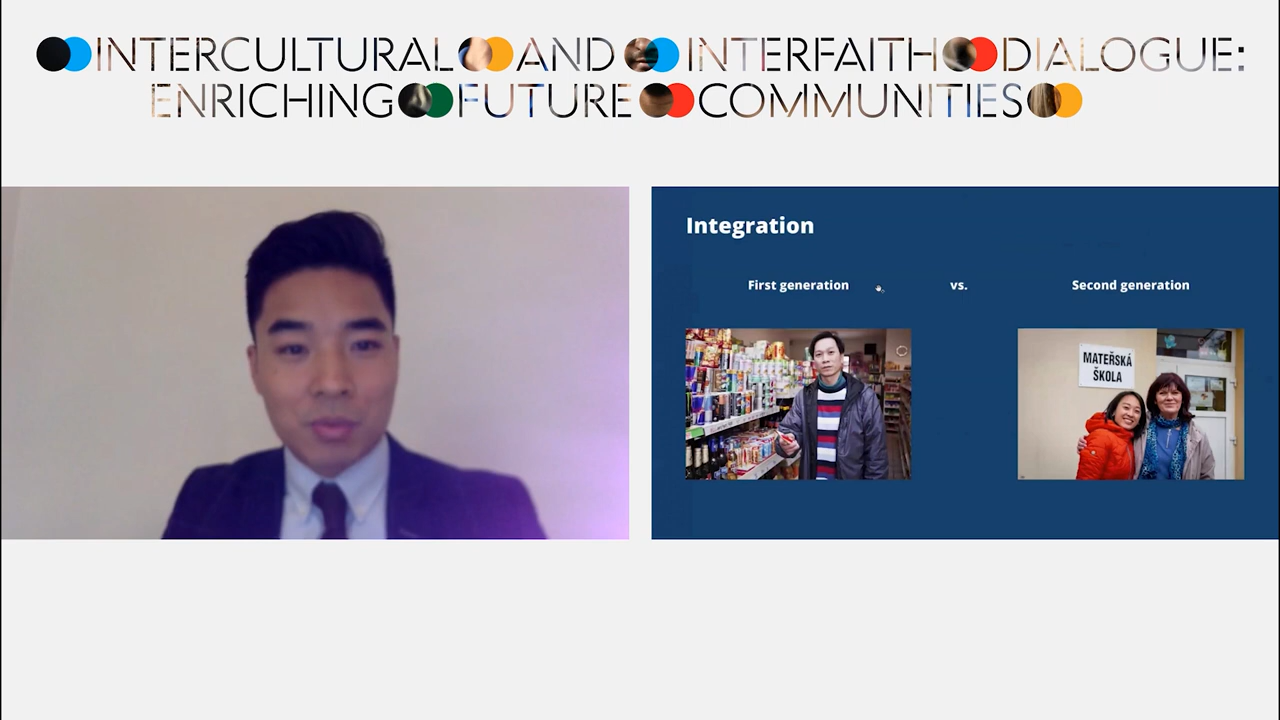 INTERCULTURAL AND INTERFAITH DIALOGUE:
ENRICHING FUTURE COMMUNITIES
Integration
First generation vs. Second generation
MATEŘSKÁ
ŠKOLA